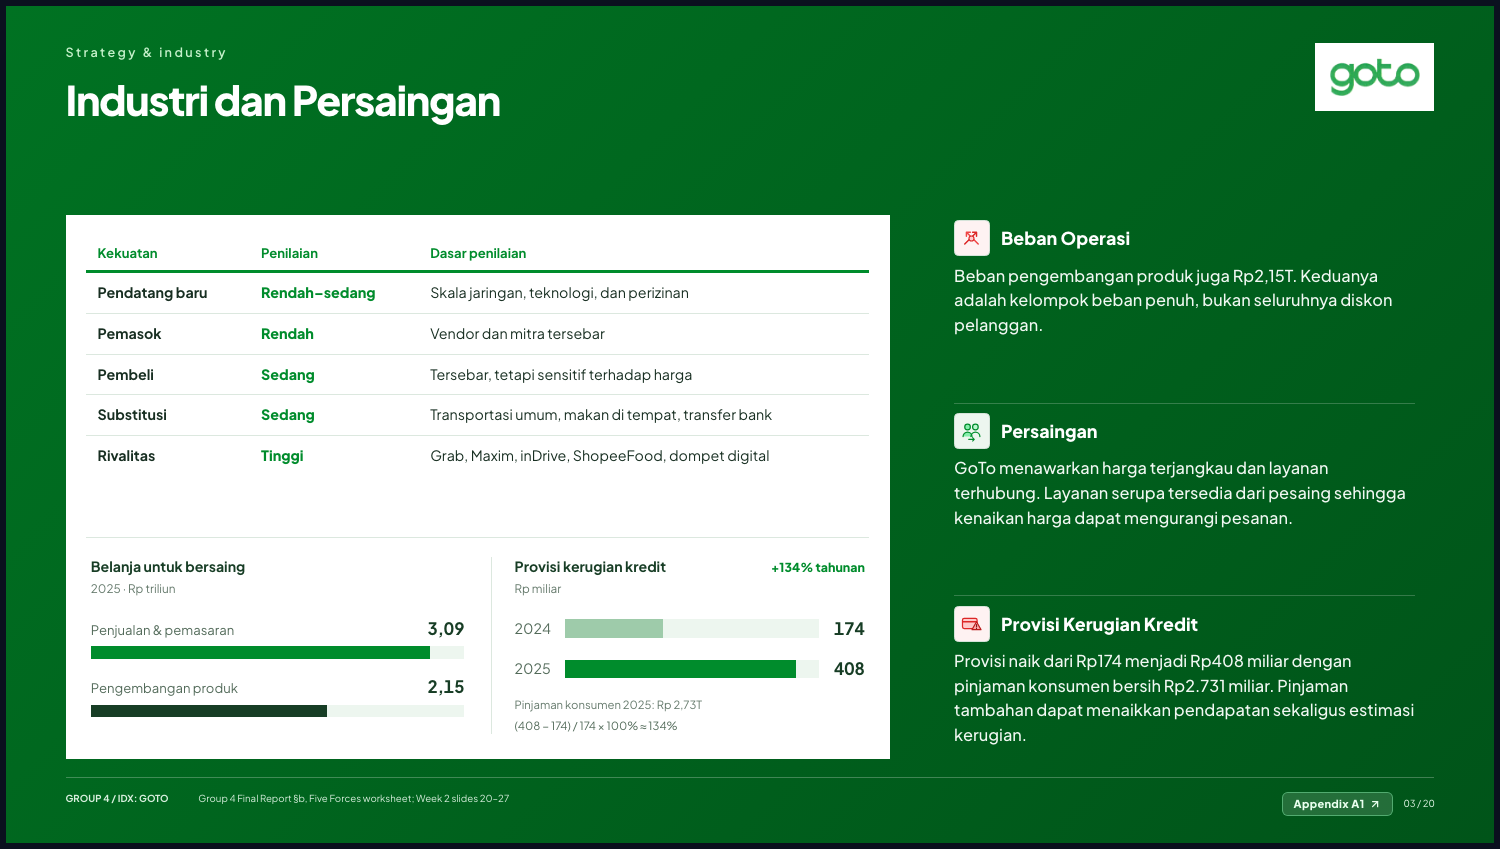 Strategy & industry
Industri dan Persaingan
goto
Kekuatan Penilaian Dasar penilaian
Pendatang baru Rendah–sedang Skala jaringan, teknologi, dan perizinan
Pemasok Rendah Vendor dan mitra tersebar
Pembeli Sedang Tersebar, tetapi sensitif terhadap harga
Substitusi Sedang Transportasi umum, makan di tempat, transfer bank
Rivalitas Tinggi Grab, Maxim, inDrive, ShopeeFood, dompet digital
Belanja untuk bersaing
2025 · Rp triliun
Penjualan & pemasaran 3,09
Pengembangan produk 2,15
Provisi kerugian kredit +134% tahunan
Rp miliar
2024 174
2025 408
Pinjaman konsumen 2025: Rp 2,73T
(408 − 174) / 174 × 100% ≈ 134%
Beban Operasi
Beban pengembangan produk juga Rp2,15T. Keduanya
adalah kelompok beban penuh, bukan seluruhnya diskon
pelanggan.
Persaingan
GoTo menawarkan harga terjangkau dan layanan
terhubung. Layanan serupa tersedia dari pesaing sehingga
kenaikan harga dapat mengurangi pesanan.
Provisi Kerugian Kredit
Provisi naik dari Rp174 menjadi Rp408 miliar dengan
pinjaman konsumen bersih Rp2.731 miliar. Pinjaman
tambahan dapat menaikkan pendapatan sekaligus estimasi
kerugian.
GROUP 4 / IDX: GOTO Group 4 Final Report §b, Five Forces worksheet; Week 2 slides 20–27
Appendix A1 ↗ 03 / 20